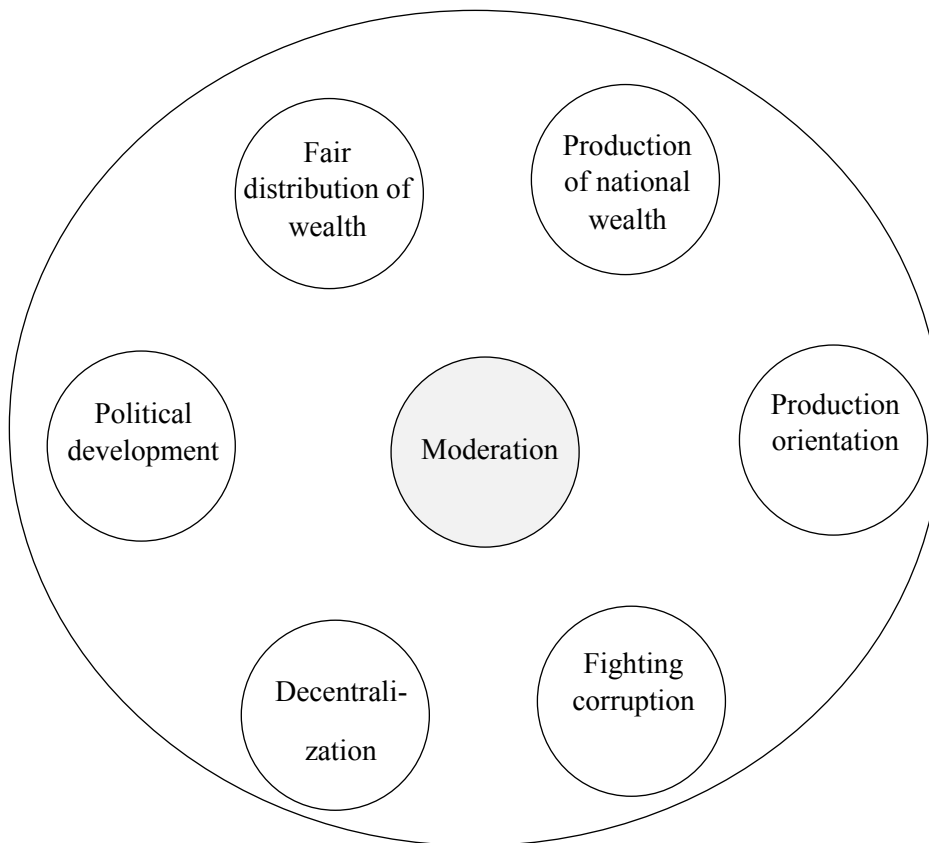 Fair
distribution of
wealth
Production
of national
wealth
Political
development
Moderation
Production
orientation
Decentrali-
zation
Fighting
corruption